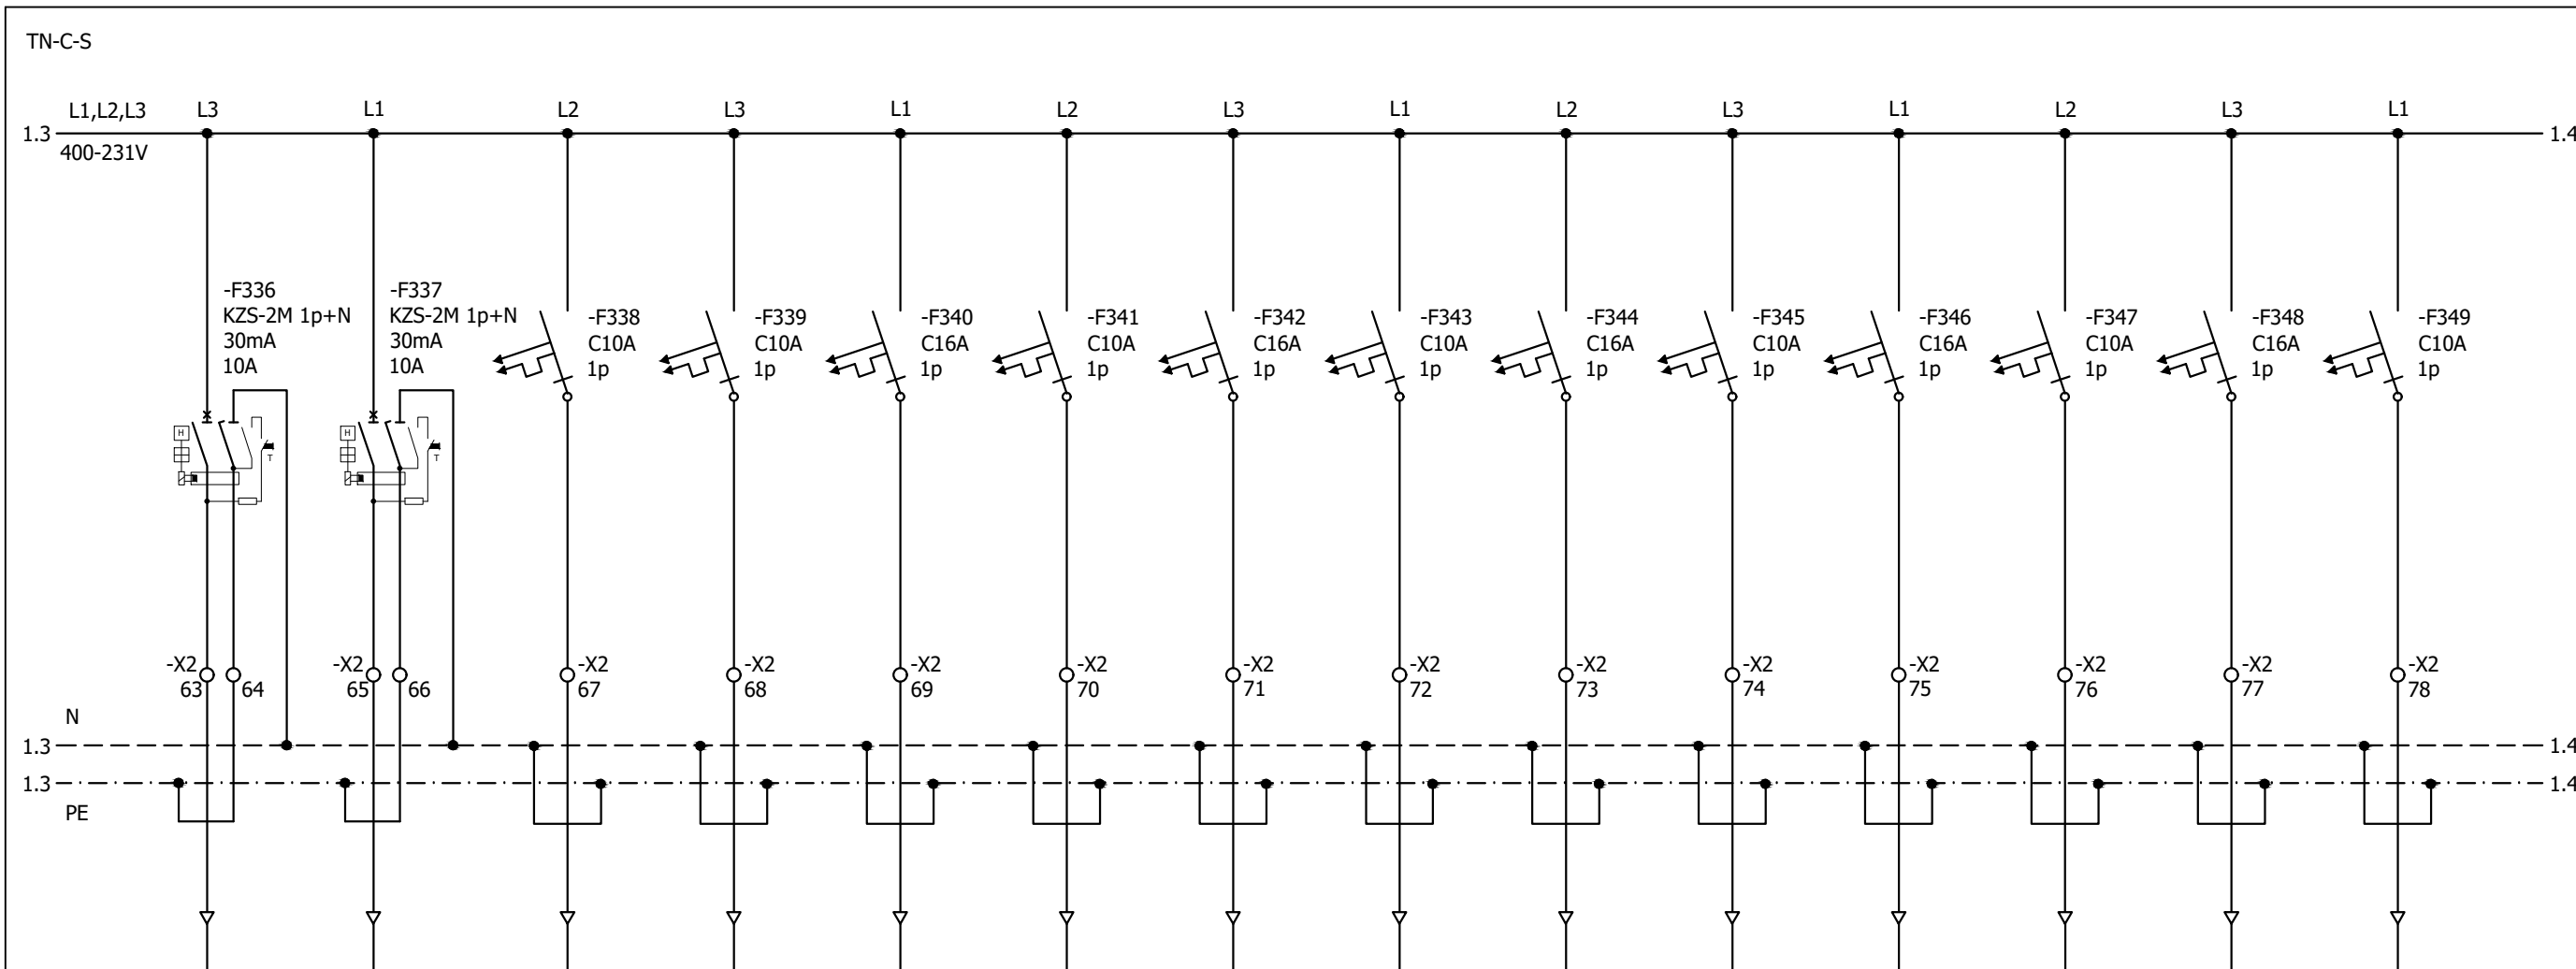 TN-C-S
L1,L2,L3 L3 L1 L2 L3 L1 L2 L3 L1 L2 L3 L1 L2 L3 L1
1.3 1.4
400-231V
-F336
KZS-2M 1p+N
30mA
10A
-F337
KZS-2M 1p+N
30mA
10A
-F338
C10A
1p
-F339
C10A
1p
-F340
C16A
1p
-F341
C10A
1p
-F342
C16A
1p
-F343
C10A
1p
-F344
C16A
1p
-F345
C10A
1p
-F346
C16A
1p
-F347
C10A
1p
-F348
C16A
1p
-F349
C10A
1p
H
T
H
T
-X2
63 64
-X2
65 66
-X2
67
-X2
68
-X2
69
-X2
70
-X2
71
-X2
72
-X2
73
-X2
74
-X2
75
-X2
76
-X2
77
-X2
78
N
1.3 1.4
1.3 1.4
PE